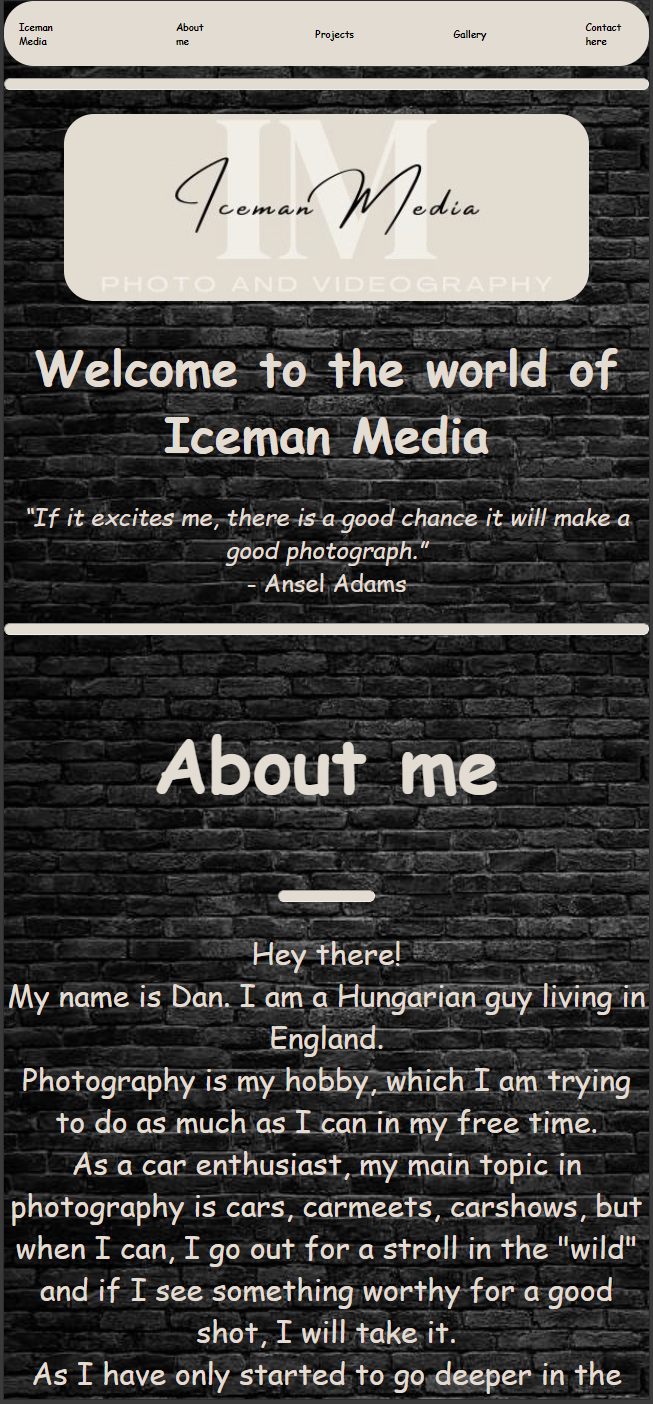 Iceman
Media
About
me
Projects
Gallery
Contact
here
IM
Iceman Media
PHOTO AND VIDEOGRAPHY
Welcome to the world of
Iceman Media
"If it excites me, there is a good chance it will make a
good photograph."
- Ansel Adams
About me
Hey there!
My name is Dan. I am a Hungarian guy living in
England.
Photography is my hobby, which I am trying
to do as much as I can in my free time.
As a car enthusiast, my main topic in
photography is cars, carmeets, carshows, but
when I can, I go out for a stroll in the "wild"
and if I see something worthy for a good
shot, I will take it.
As I have only started to go deeper in the